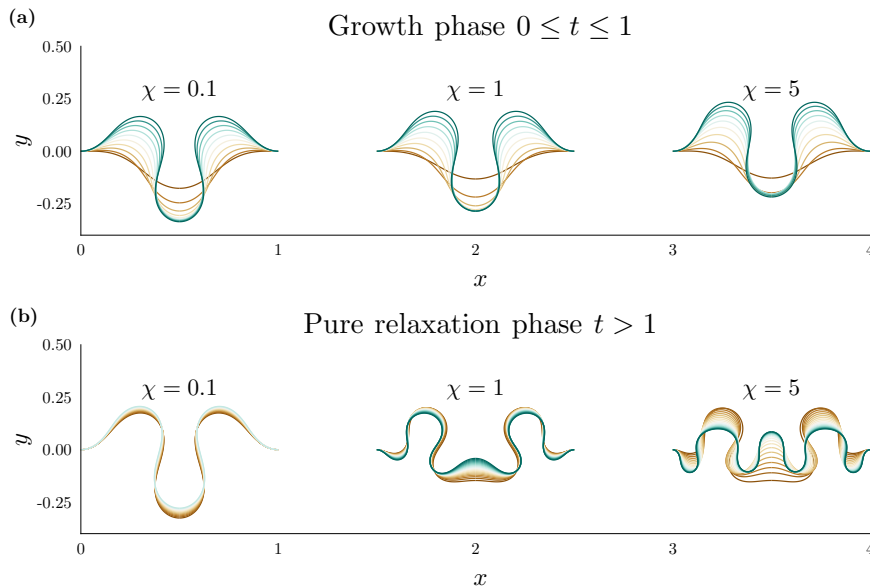 (a)
Growth phase 0 ≤ t ≤ 1
0.50
0.25
0.00
-0.25
y
χ = 0.1
χ = 1
χ = 5
0 1 2 3 4
x
(b)
Pure relaxation phase t > 1
0.50
0.25
0.00
-0.25
y
χ = 0.1
χ = 1
χ = 5
0 1 2 3 4
x